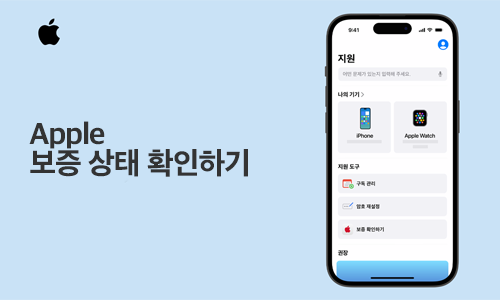 Apple
보증 상태 확인하기
9:41
지원
어떤 문제가 있는지 입력해 주세요.
나의 기기 >
iPhone
Apple Watch
지원 도구
구독 관리
암호 재설정
보증 확인하기
권장